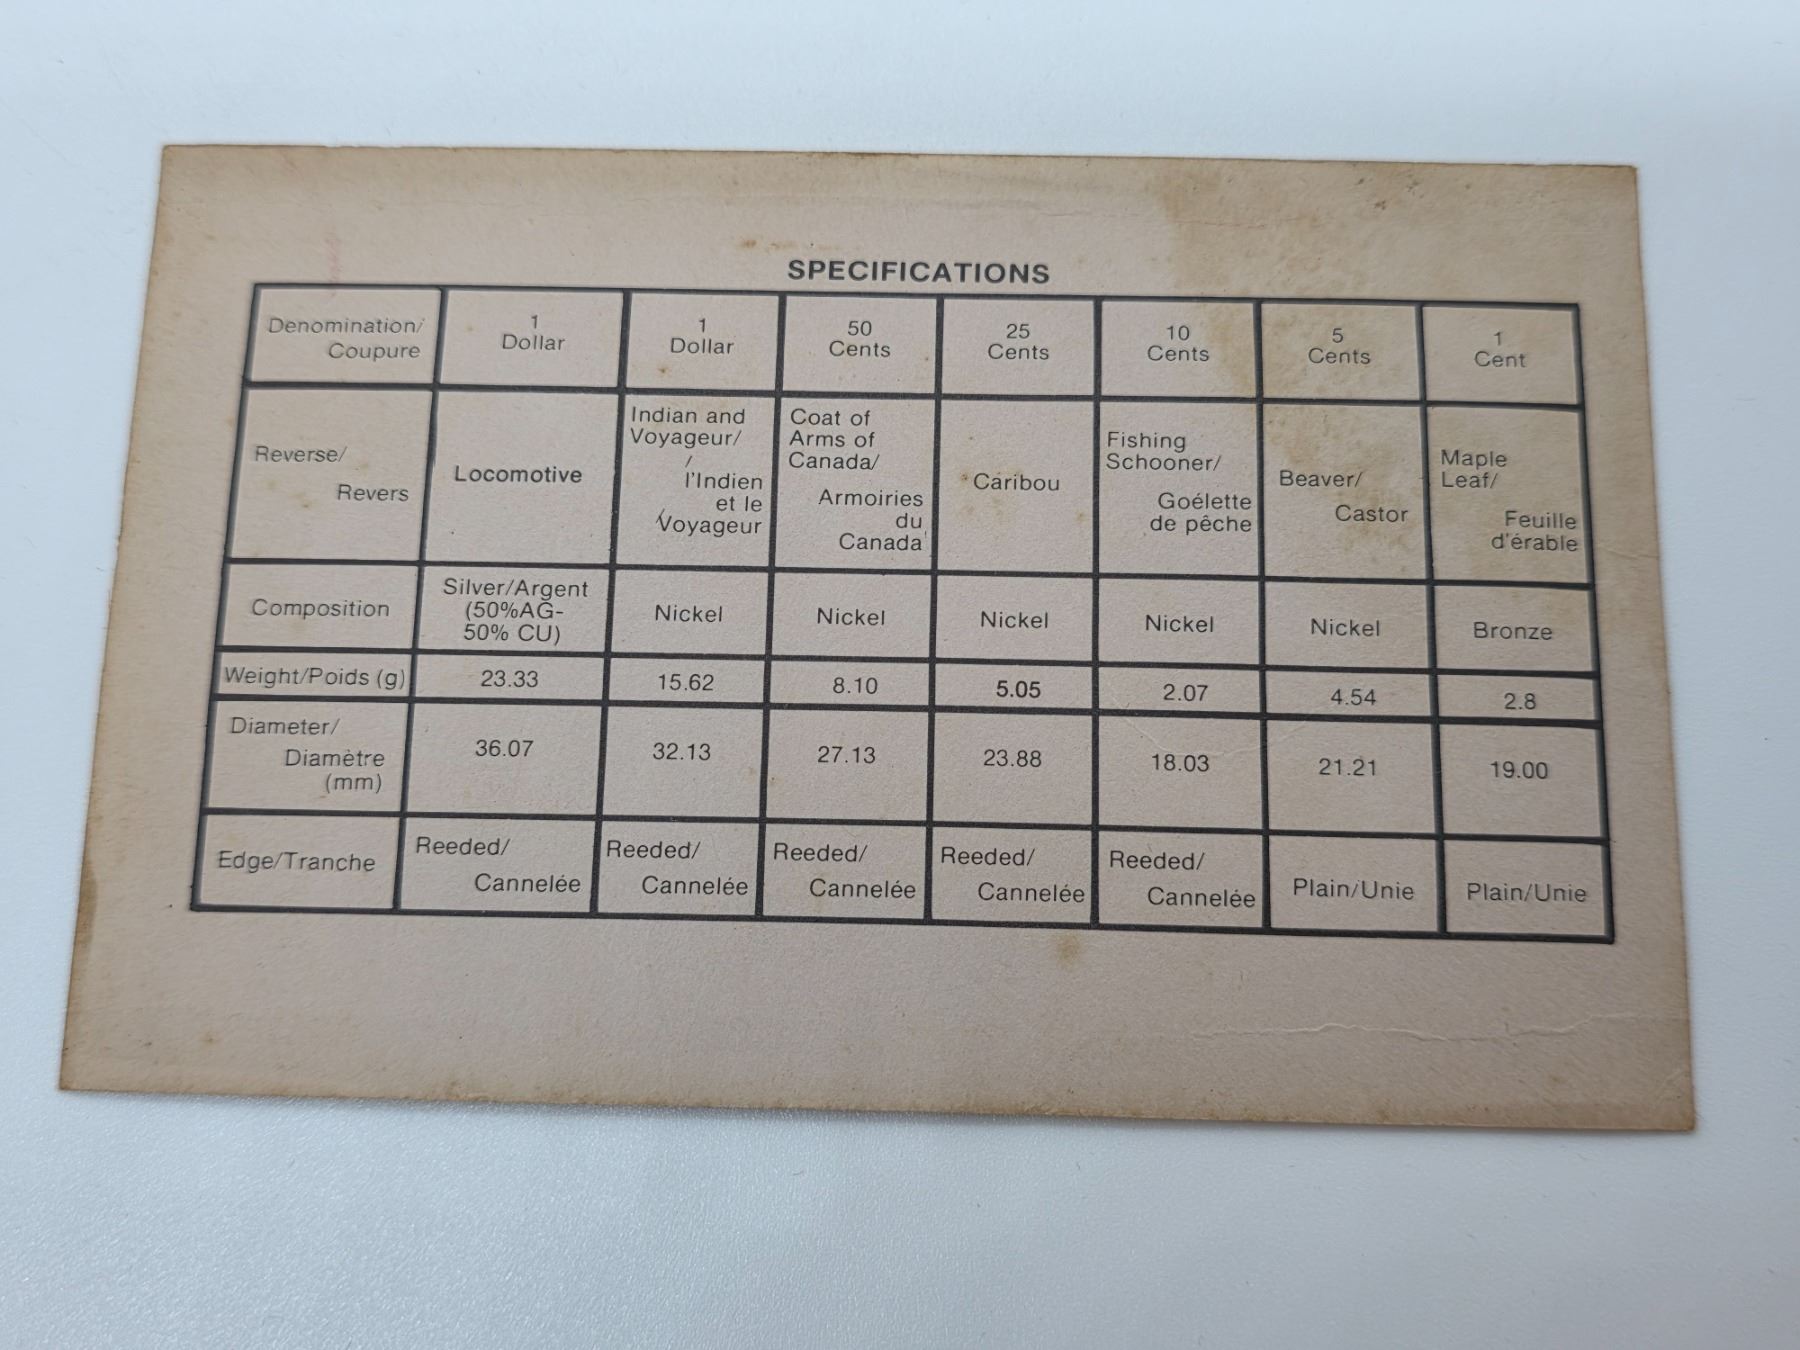 SPECIFICATIONS
Denomination/
Coupure
1
Dollar
1
Dollar
50
Cents
25
Cents
10
Cents
5
Cents
1
Cent
Reverse/
Revers
Locomotive
Indian and
Voyageur/
/
l'Indien
et le
Voyageur
Coat of
Arms of
Canada/
Armoiries
du
Canada
Caribou
Fishing
Schooner/
Goélette
de pêche
Beaver/
Castor
Maple
Leaf/
Feuille
d'érable
Composition
Silver/Argent
(50%AG-
50% CU)
Nickel
Nickel
Nickel
Nickel
Nickel
Bronze
Weight/Poids (g)
23.33
15.62
8.10
5.05
2.07
4.54
2.8
Diameter/
Diamètre
(mm)
36.07
32.13
27.13
23.88
18.03
21.21
19.00
Edge/Tranche
Reeded/
Cannelée
Reeded/
Cannelée
Reeded/
Cannelée
Reeded/
Cannelée
Reeded/
Cannelée
Plain/Unie
Plain/Unie